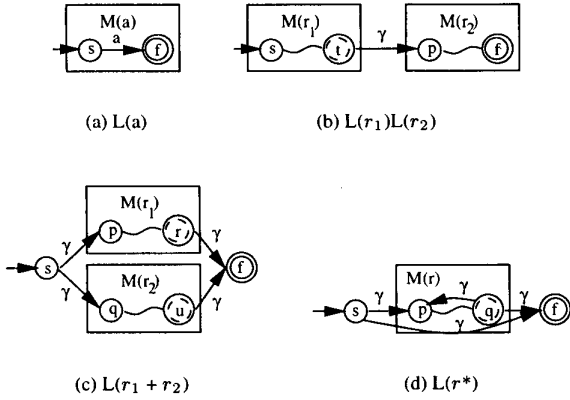 M(a)
s a f
(a) L(a)
M(r₁) M(r₂)
s t γ p f
(b) L(r₁)L(r₂)
M(r₁)
p r
γ γ
s f
γ γ
M(r₂)
q u
(c) L(r₁ + r₂)
M(r)
γ
s γ p q γ f
γ
(d) L(r*)